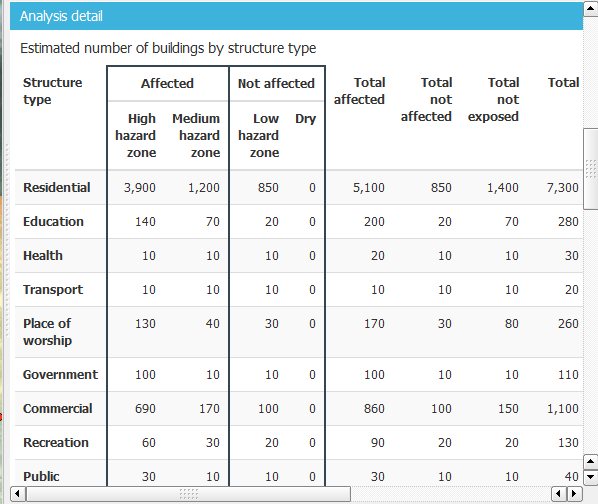 Analysis detail
Estimated number of buildings by structure type
Structure type Affected Not affected Total affected Total not affected Total not exposed Total
High hazard zone Medium hazard zone Low hazard zone Dry
Residential 3,900 1,200 850 0 5,100 850 1,400 7,300
Education 140 70 20 0 200 20 70 280
Health 10 10 10 0 20 10 10 30
Transport 10 10 10 0 10 10 10 20
Place of worship 130 40 30 0 170 30 80 260
Government 100 10 10 0 100 10 10 110
Commercial 690 170 100 0 860 100 150 1,100
Recreation 60 30 20 0 90 20 20 130
Public 30 10 10 0 30 10 10 40